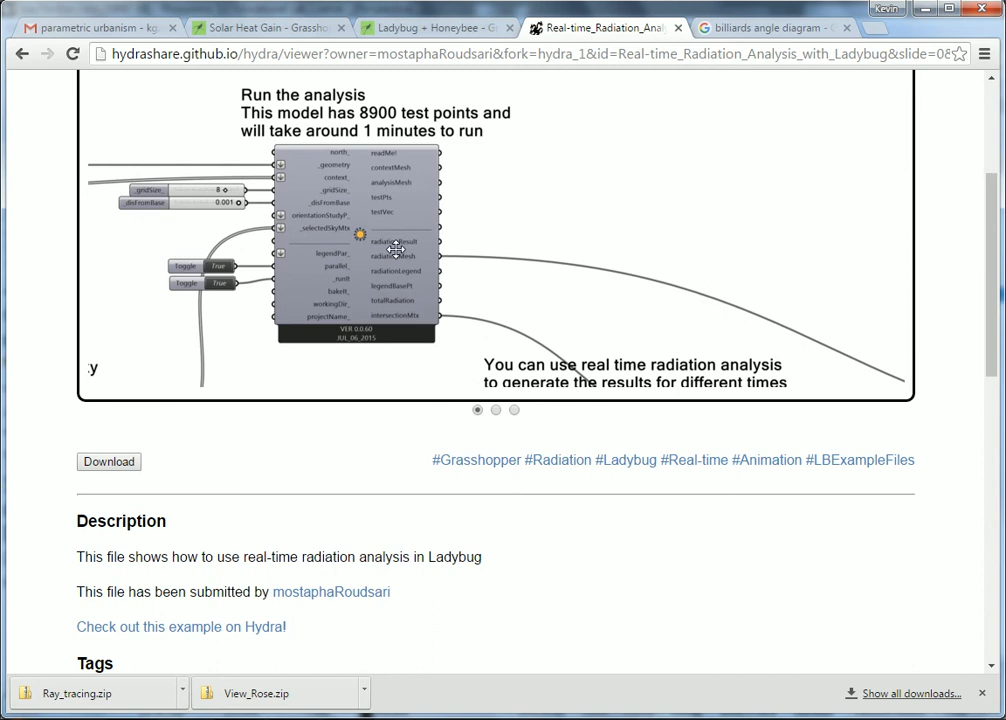 Kevin
parametric urbanism - kg
Solar Heat Gain - Grassho
Ladybug + Honeybee - Gr
Real-time_Radiation_Anal
billiards angle diagram - G
hydrashare.github.io/hydra/viewer?owner=mostaphaRoudsari&fork=hydra_1&id=Real-time_Radiation_Analysis_with_Ladybug&slide=08
Run the analysis
This model has 8900 test points and
will take around 1 minutes to run
north_
_geometry
context_
_gridSize_
_disFromBase
orientationStudyP_
_selectedSkyMtx
legendPar_
parallel_
_runIt
bakeIt_
workingDir_
projectName_
readMe!
contextMesh
analysisMesh
testPts
testVec
radiationResult
radiationMesh
radiationLegend
legendBasePt
totalRadiation
intersectionMtx
_gridSize_ 8
_disFromBase 0.001
Toggle True
Toggle True
VER 0.0.60
JUL_06_2015
ky
You can use real time radiation analysis
to generate the results for different times
Download
#Grasshopper #Radiation #Ladybug #Real-time #Animation #LBExampleFiles
Description
This file shows how to use real-time radiation analysis in Ladybug
This file has been submitted by mostaphaRoudsari
Check out this example on Hydra!
Tags
Ray_tracing.zip
View_Rose.zip
Show all downloads...